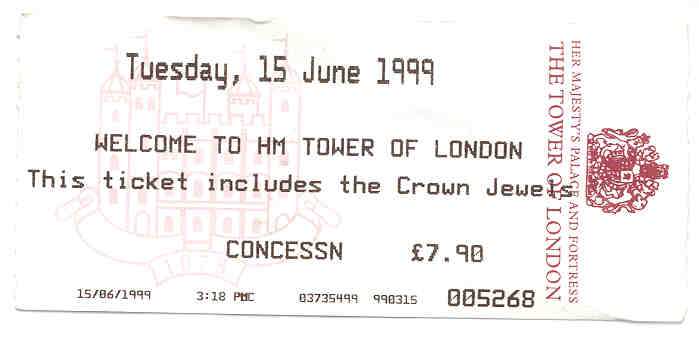 Tuesday, 15 June 1999
WELCOME TO HM TOWER OF LONDON
This ticket includes the Crown Jewels
CONCESSN £7.90
15/06/1999 3:18 PMC 03735499 990315 005268
HER MAJESTY'S PALACE AND FORTRESS
THE TOWER OF LONDON
1078